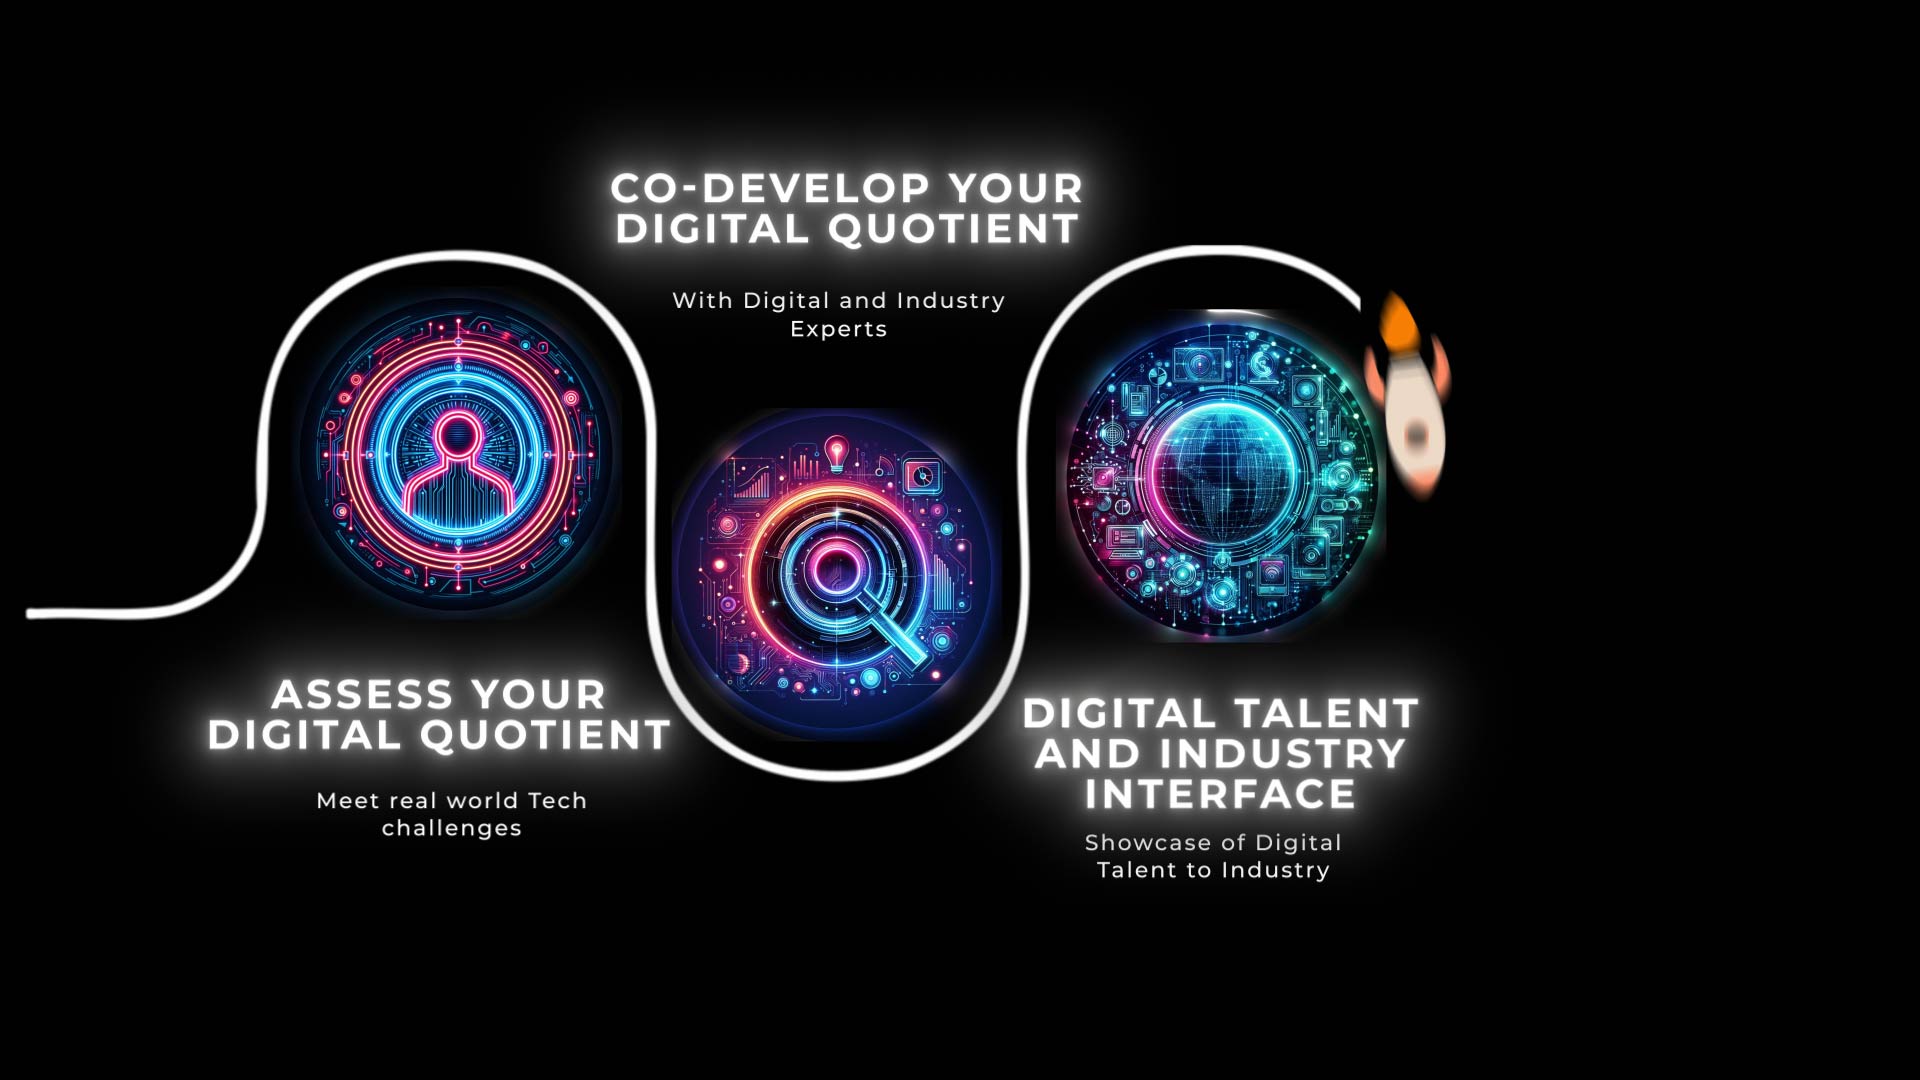 CO-DEVELOP YOUR
DIGITAL QUOTIENT
With Digital and Industry
Experts
ASSESS YOUR
DIGITAL QUOTIENT
Meet real world Tech
challenges
DIGITAL TALENT
AND INDUSTRY
INTERFACE
Showcase of Digital
Talent to Industry